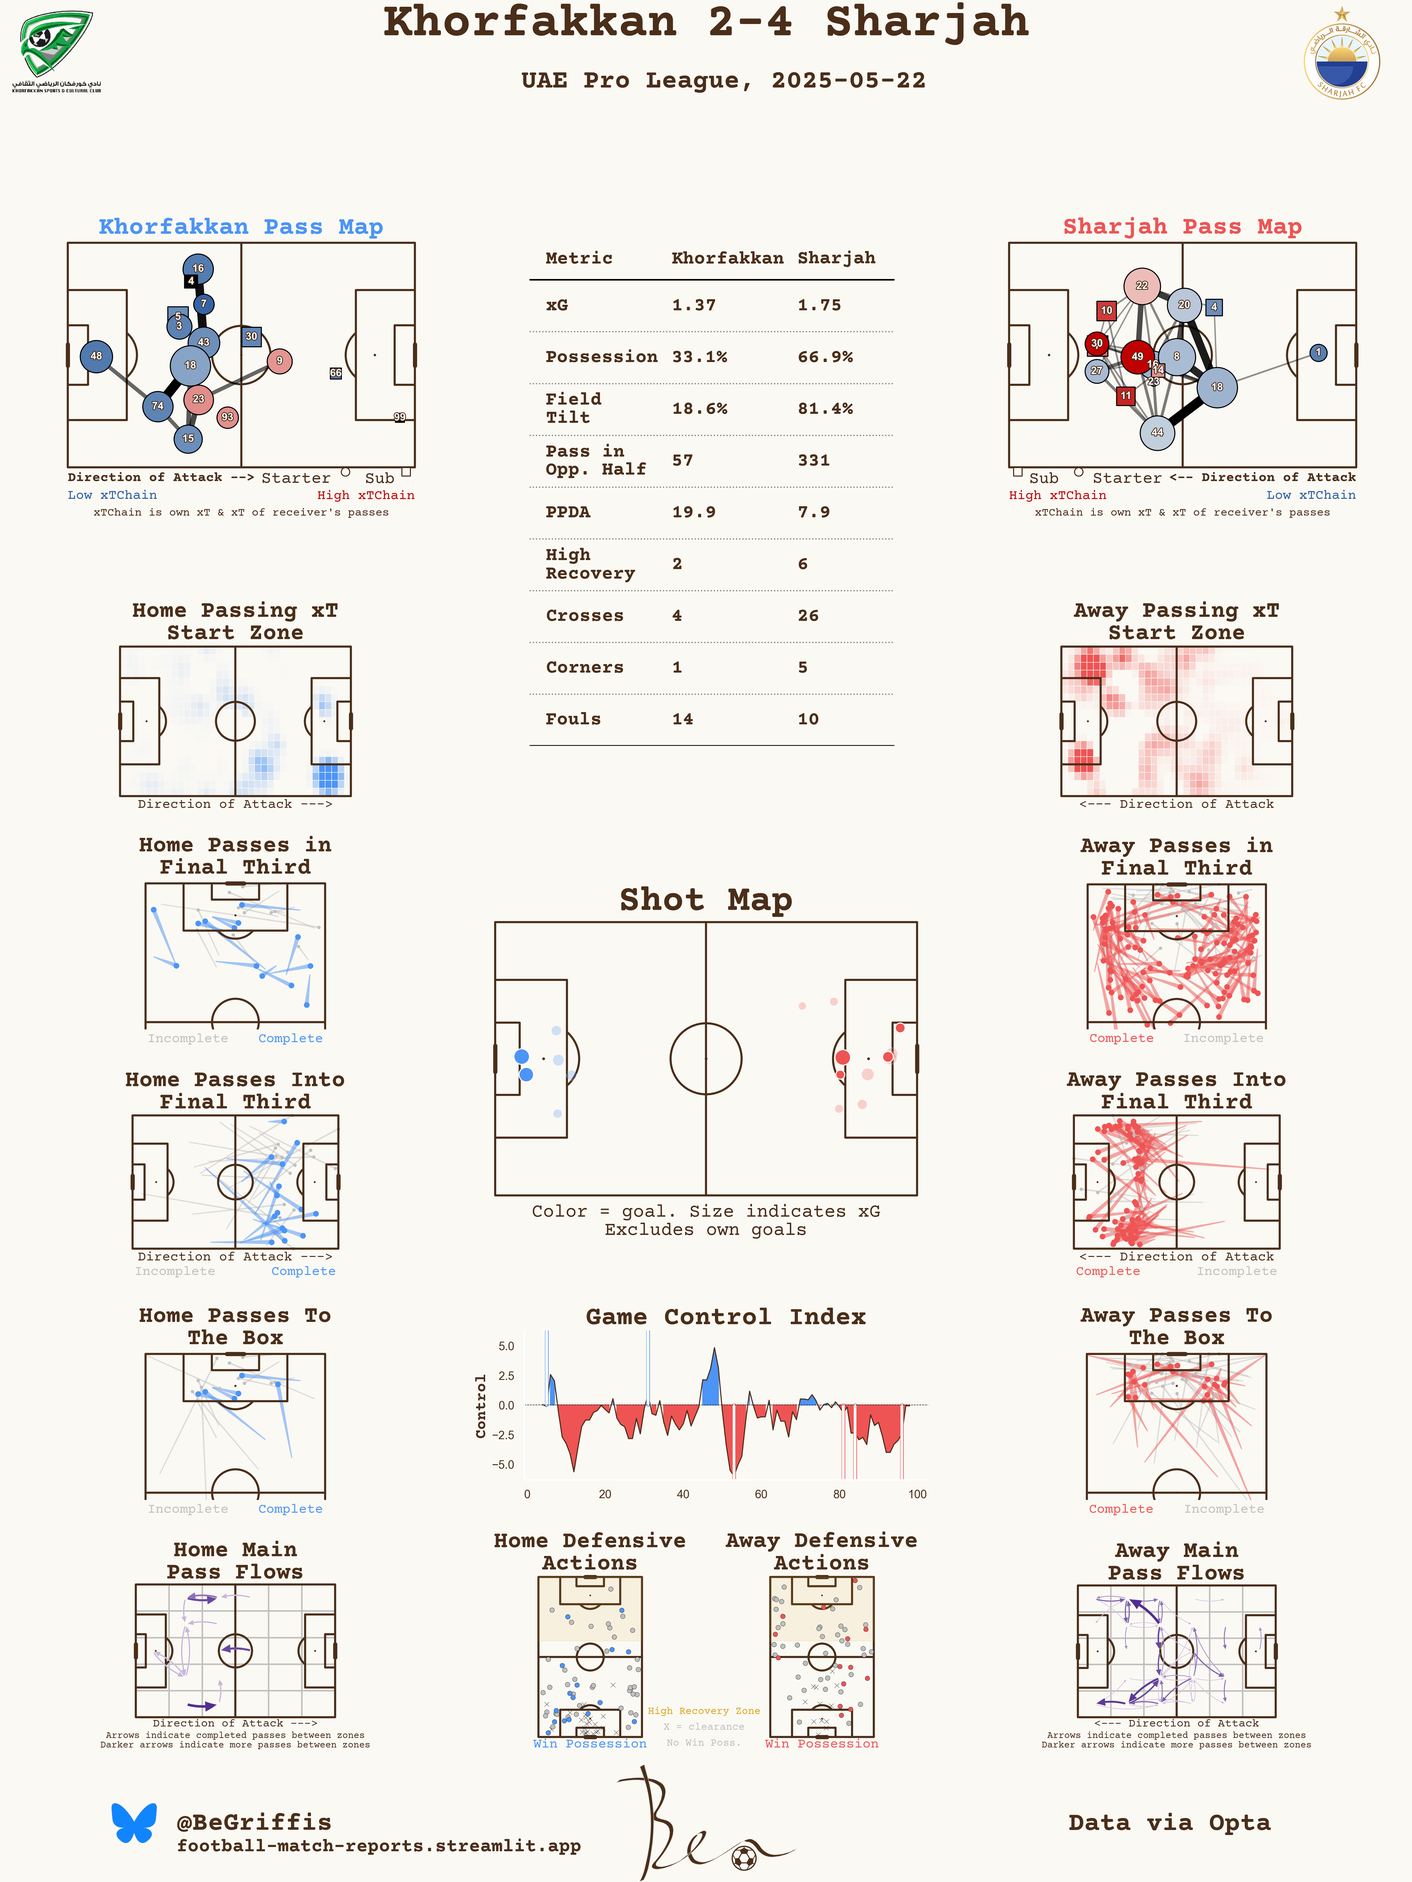 Khorfakkan 2-4 Sharjah
UAE Pro League, 2025-05-22
نادي خورفكان الرياضي الثقافي
KHORFAKKAN SPORTS & CULTURAL CLUB
نادي الشارقة الرياضي
SHARJAH FC
Khorfakkan Pass Map
16
4
7
5
3
43
30
48
18
9
66
74
23
93
99
15
Direction of Attack --> Starter Sub
Low xTChain High xTChain
xTChain is own xT & xT of receiver's passes
Metric Khorfakkan Sharjah
xG 1.37 1.75
Possession 33.1% 66.9%
Field
Tilt 18.6% 81.4%
Pass in
Opp. Half 57 331
PPDA 19.9 7.9
High
Recovery 2 6
Crosses 4 26
Corners 1 5
Fouls 14 10
Sharjah Pass Map
22
10
20
4
30
49
16
8
1
27
14
23
11
18
44
Sub Starter <-- Direction of Attack
High xTChain Low xTChain
xTChain is own xT & xT of receiver's passes
Home Passing xT
Start Zone
Direction of Attack --->
Away Passing xT
Start Zone
<--- Direction of Attack
Home Passes in
Final Third
Incomplete Complete
Away Passes in
Final Third
Complete Incomplete
Shot Map
Color = goal. Size indicates xG
Excludes own goals
Home Passes Into
Final Third
Direction of Attack --->
Incomplete Complete
Away Passes Into
Final Third
<--- Direction of Attack
Complete Incomplete
Home Passes To
The Box
Incomplete Complete
Game Control Index
Control
5.0
2.5
0.0
−2.5
−5.0
0 20 40 60 80 100
Away Passes To
The Box
Complete Incomplete
Home Main
Pass Flows
Direction of Attack --->
Arrows indicate completed passes between zones
Darker arrows indicate more passes between zones
Home Defensive
Actions
Win Possession
Away Defensive
Actions
Win Possession
High Recovery Zone
X = clearance
No Win Poss.
Away Main
Pass Flows
<--- Direction of Attack
Arrows indicate completed passes between zones
Darker arrows indicate more passes between zones
@BeGriffis
football-match-reports.streamlit.app
Ben
Data via Opta